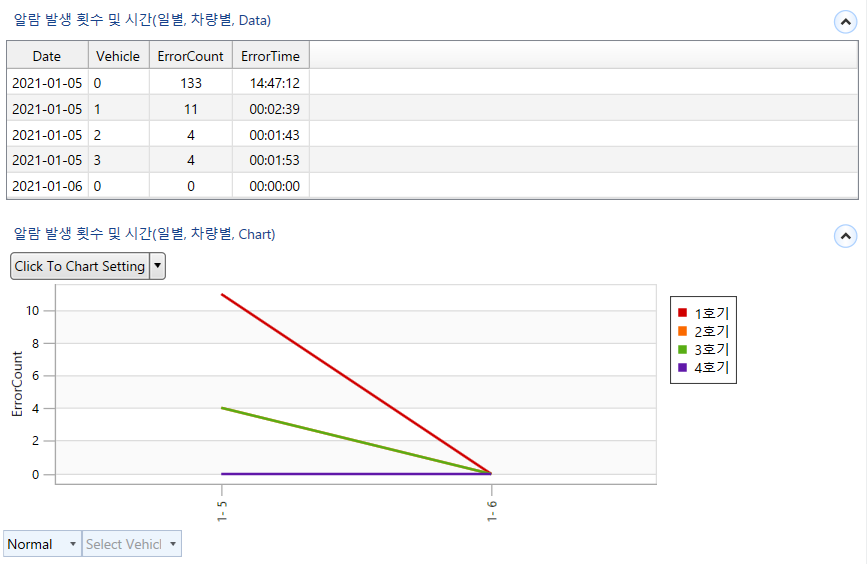 알람 발생 횟수 및 시간(일별, 차량별, Data)
Date Vehicle ErrorCount ErrorTime
2021-01-05 0 133 14:47:12
2021-01-05 1 11 00:02:39
2021-01-05 2 4 00:01:43
2021-01-05 3 4 00:01:53
2021-01-06 0 0 00:00:00
알람 발생 횟수 및 시간(일별, 차량별, Chart)
Click To Chart Setting
ErrorCount
10
8
6
4
2
0
1- 5
1- 6
1호기
2호기
3호기
4호기
Normal
Select Vehicl